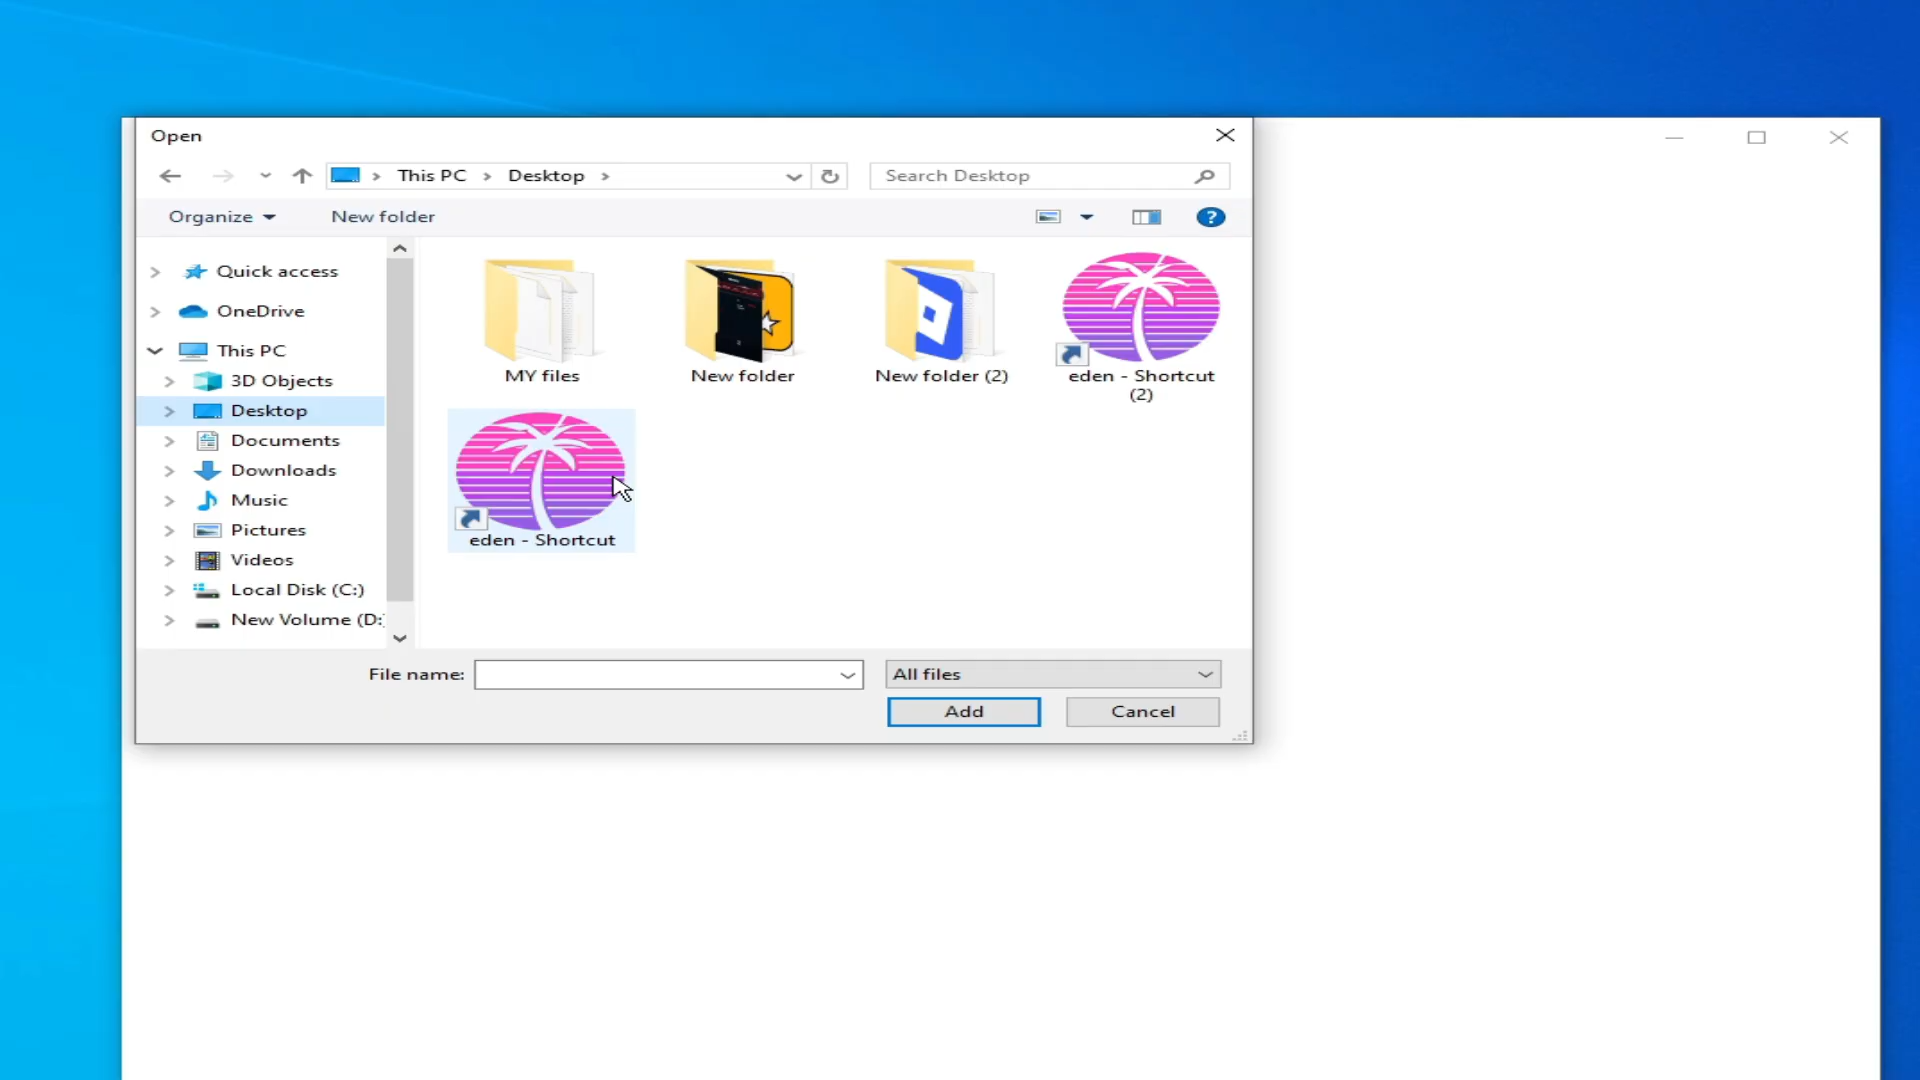 Open
This PC
Desktop
Search Desktop
Organize
New folder
?
Quick access
OneDrive
This PC
3D Objects
Desktop
Documents
Downloads
Music
Pictures
Videos
Local Disk (C:)
New Volume (D:
MY files
New folder
New folder (2)
eden - Shortcut
(2)
eden - Shortcut
File name:
All files
Add
Cancel